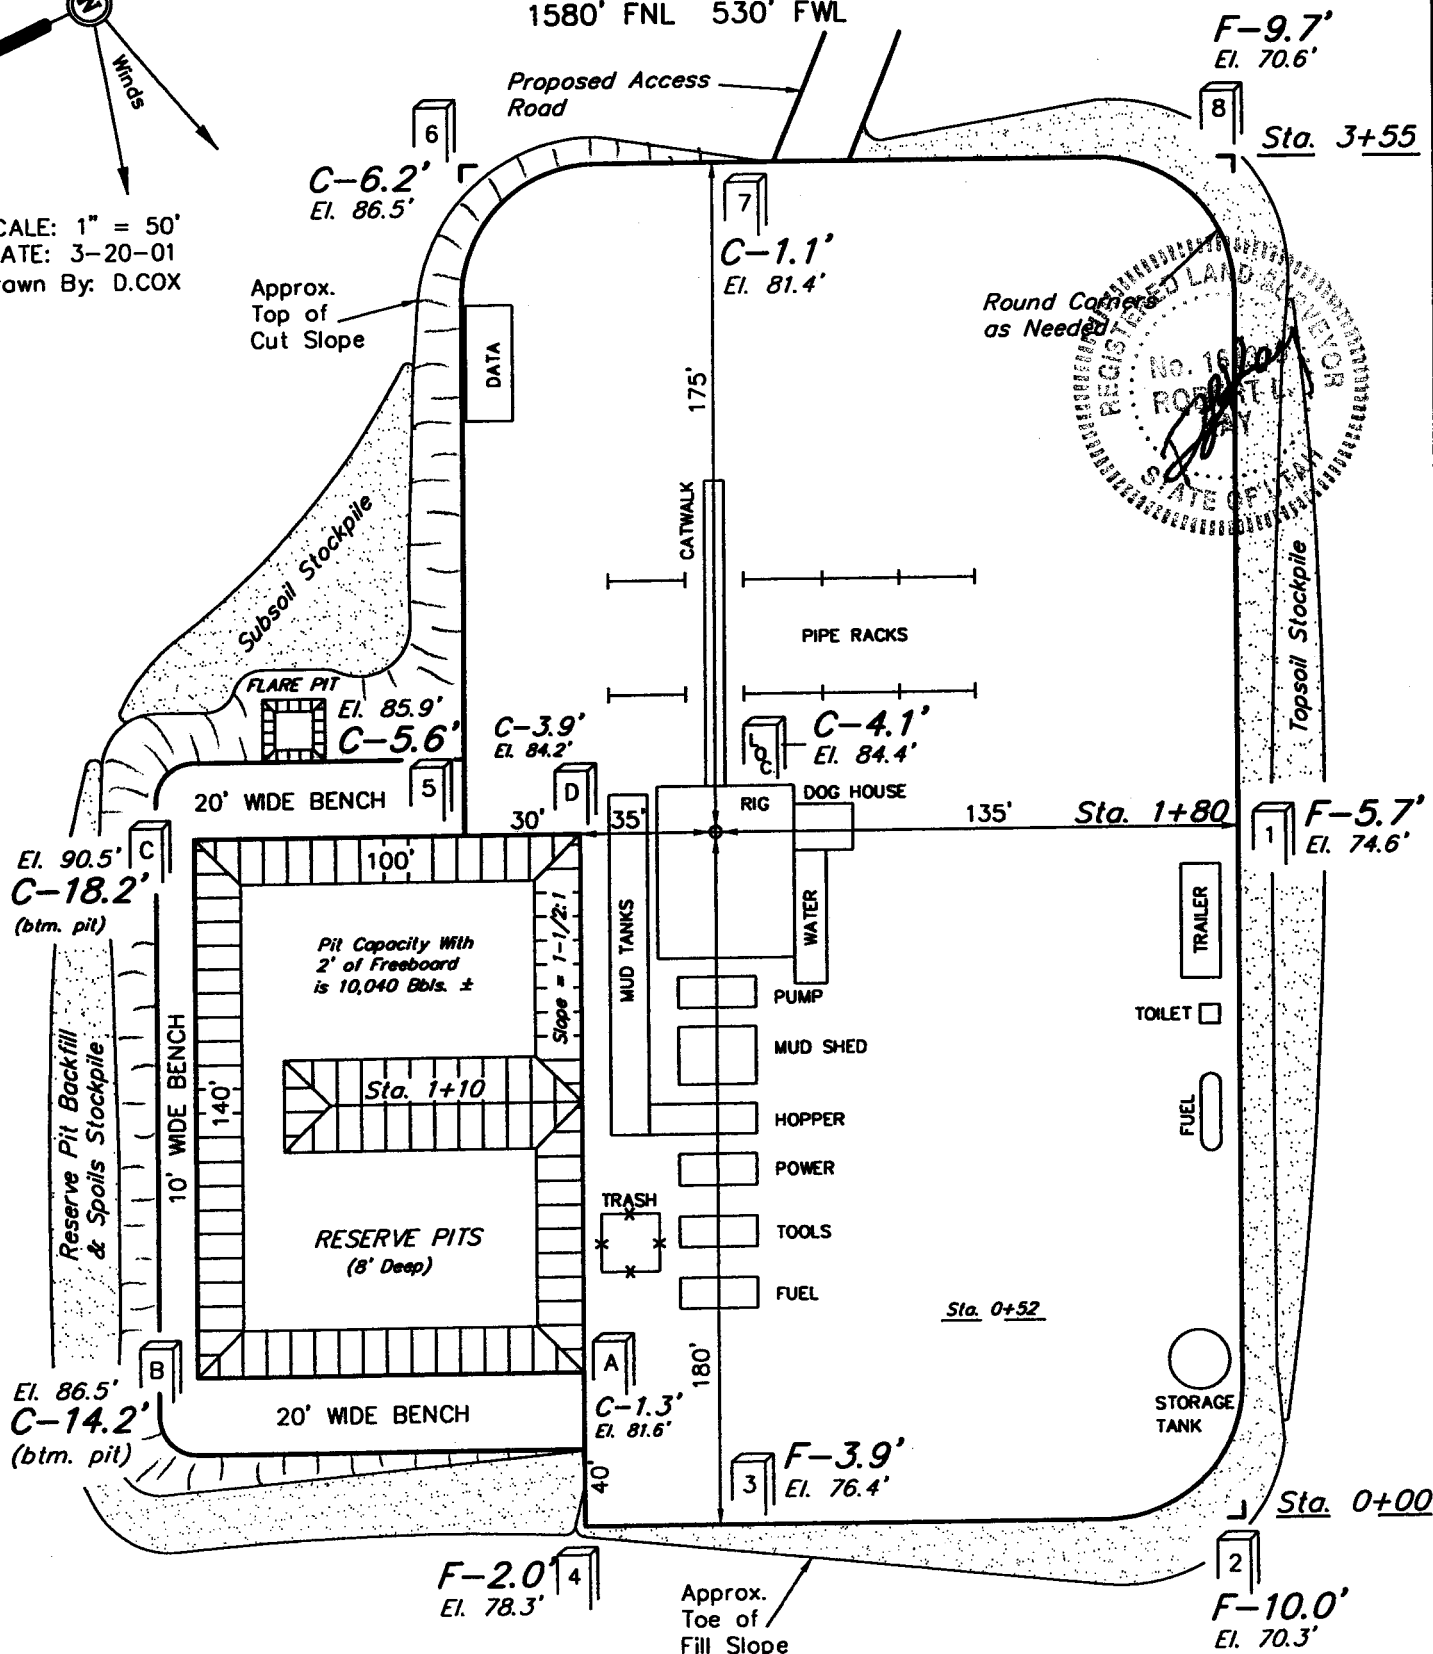 1580' FNL 530' FWL
F-9.7'
El. 70.6'
Winds
Proposed Access
Road
8
6
Sta. 3+55
C-6.2'
El. 86.5'
7
C-1.1'
El. 81.4'
CALE: 1" = 50'
ATE: 3-20-01
awn By: D.COX
Approx.
Top of
Cut Slope
Round Corners
as Needed
REGISTERED LAND SURVEYOR
ROBERT L.
STATE OF UTAH
DATA
175'
CATWALK
Subsoil Stockpile
PIPE RACKS
Topsoil Stockpile
FLARE PIT
El. 85.9'
C-5.6'
C-3.9'
El. 84.2'
LOC
C-4.1'
El. 84.4'
5
D
20' WIDE BENCH
RIG
DOG HOUSE
30'
35'
135'
Sta. 1+80
1
F-5.7'
El. 74.6'
C
El. 90.5'
C-18.2'
(btm. pit)
100'
Pit Capacity With
2' of Freeboard
is 10,040 Bbls. ±
Slope = 1-1/2:1
MUD TANKS
WATER
TRAILER
PUMP
TOILET
MUD SHED
Sta. 1+10
140'
10' WIDE BENCH
Reserve Pit Backfill
& Spoils Stockpile
HOPPER
FUEL
POWER
TRASH
RESERVE PITS
(8' Deep)
TOOLS
FUEL
Sta. 0+52
180'
A
B
El. 86.5'
C-14.2'
(btm. pit)
20' WIDE BENCH
C-1.3'
El. 81.6'
STORAGE
TANK
40'
3
F-3.9'
El. 76.4'
Sta. 0+00
F-2.0'
El. 78.3'
4
2
Approx.
Toe of
Fill Slope
F-10.0'
El. 70.3'